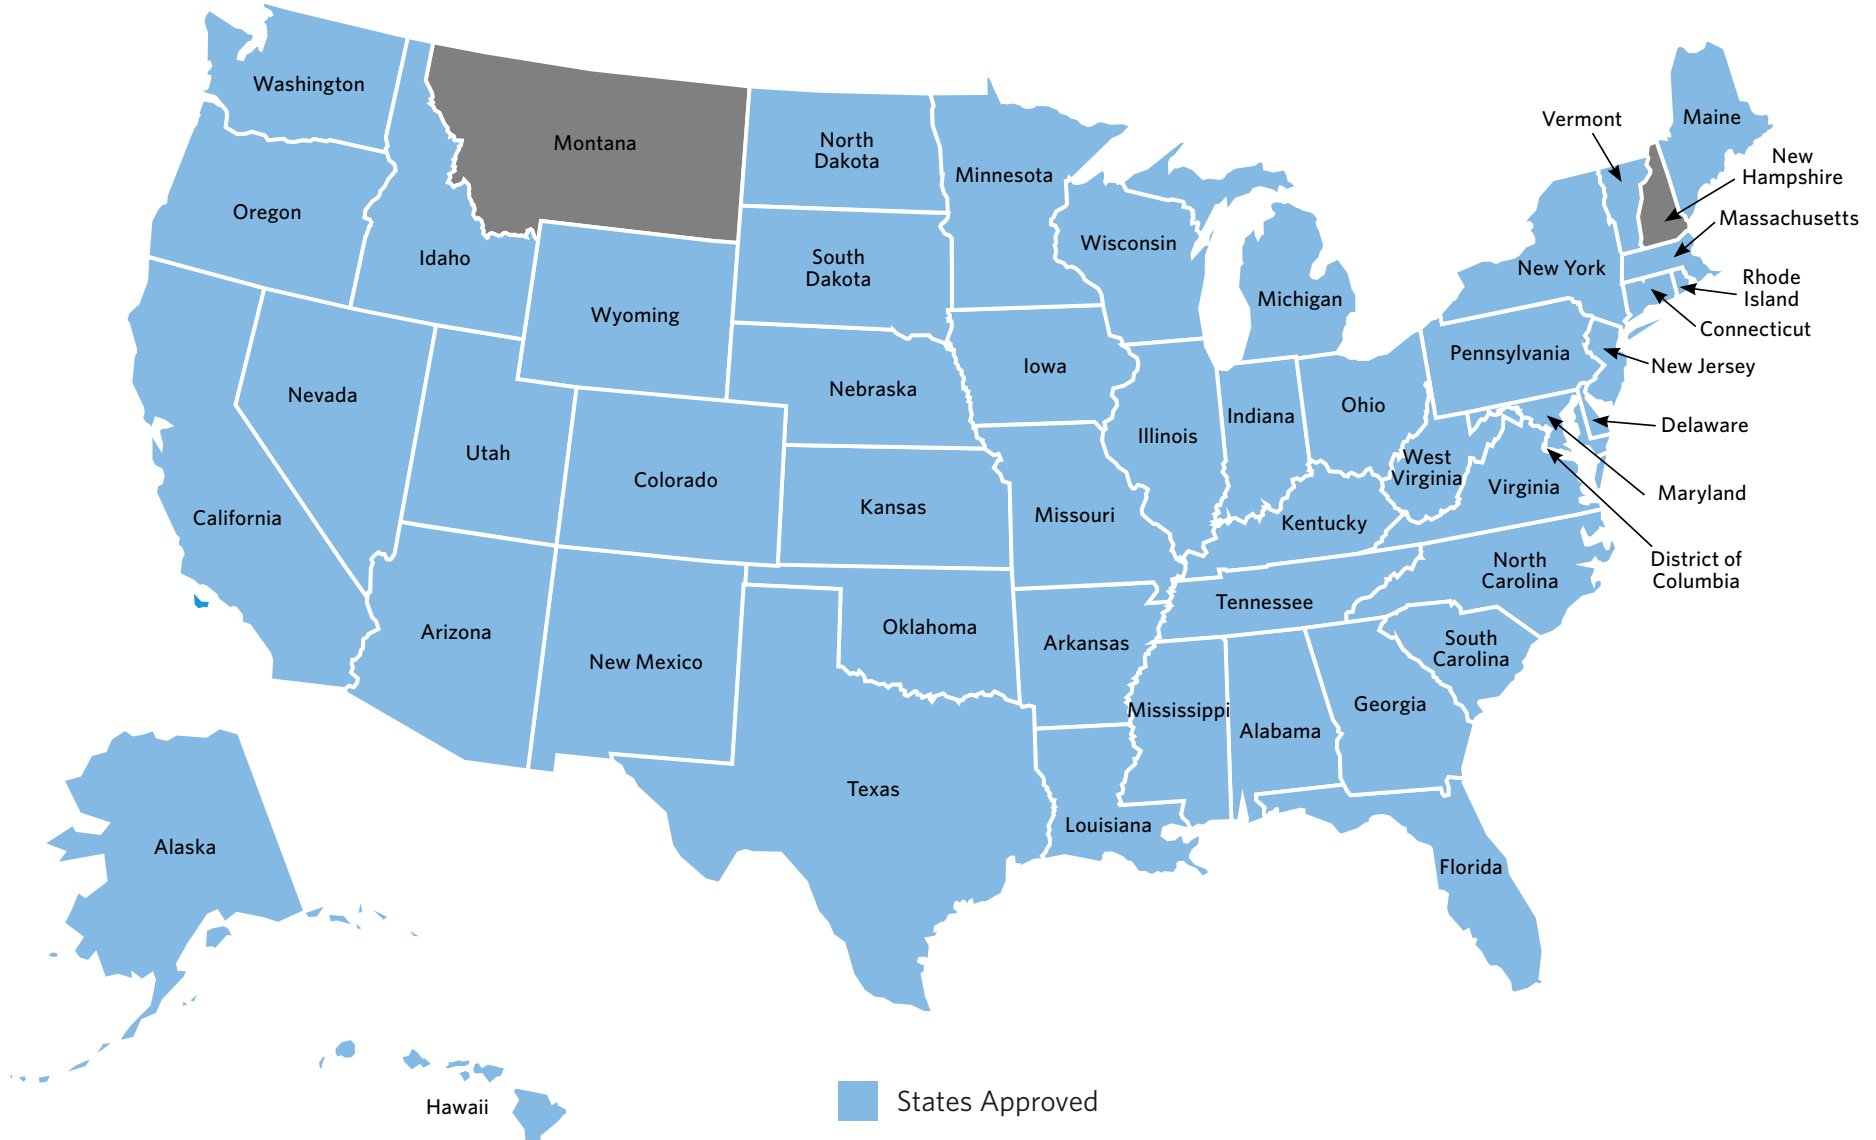 Washington
Montana
North
Dakota
Minnesota
Vermont
Maine
New
Hampshire
Massachusetts
Oregon
Idaho
Wisconsin
South
Dakota
New York
Rhode
Island
Michigan
Wyoming
Connecticut
Pennsylvania
New Jersey
Iowa
Nebraska
Nevada
Ohio
Indiana
Illinois
Delaware
Utah
Colorado
West
Virginia
Virginia
Maryland
Kansas
Missouri
California
Kentucky
District of
Columbia
North
Carolina
Tennessee
Arizona
Oklahoma
Arkansas
South
Carolina
New Mexico
Mississippi
Georgia
Alabama
Texas
Louisiana
Alaska
Florida
Hawaii
States Approved